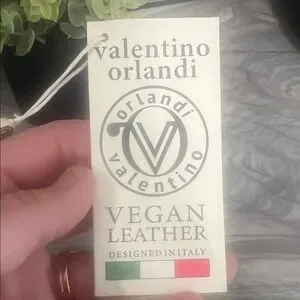 valentino
orlandi
orlandi
V
valentino
VEGAN
LEATHER
DESIGNED IN ITALY